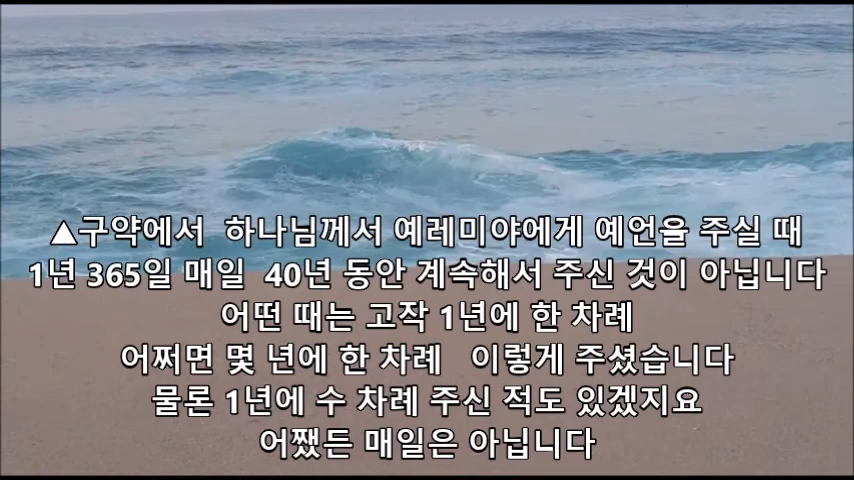 ▲구약에서 하나님께서 예레미야에게 예언을 주실 때
1년 365일 매일 40년 동안 계속해서 주신 것이 아닙니다
어떤 때는 고작 1년에 한 차례
어쩌면 몇 년에 한 차례 이렇게 주셨습니다
물론 1년에 수 차례 주신 적도 있겠지요
어쨌든 매일은 아닙니다